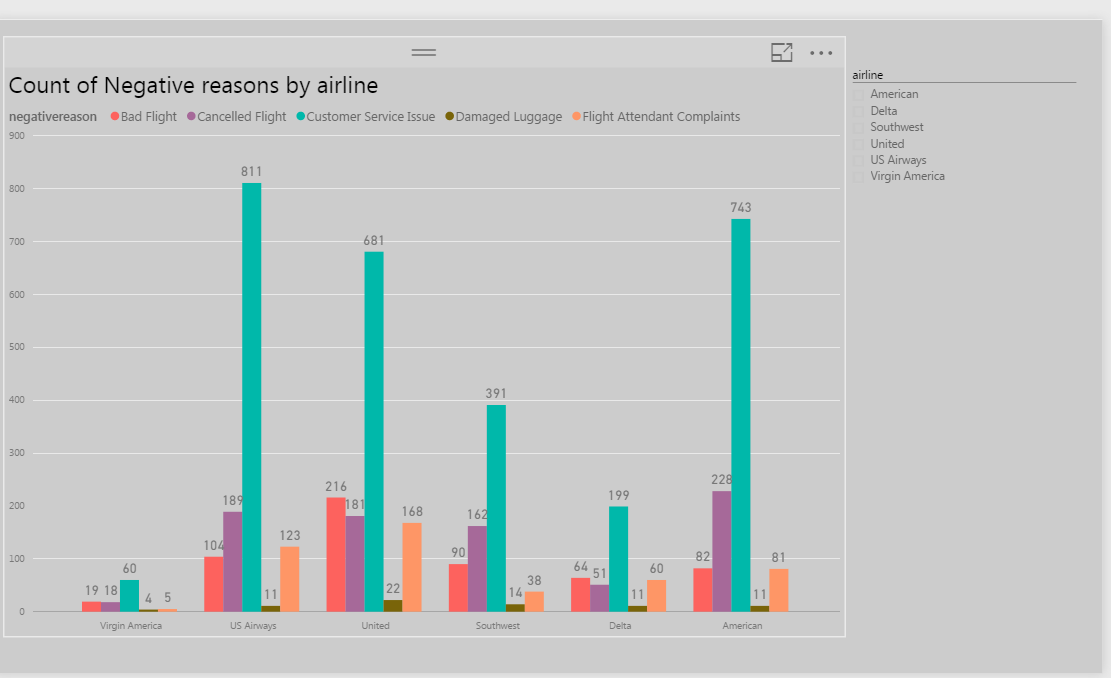 Count of Negative reasons by airline
negativereason Bad Flight Cancelled Flight Customer Service Issue Damaged Luggage Flight Attendant Complaints
900
800
700
600
500
400
300
200
100
0
19 18 60 4 5
104 189 811 11 123
216 181 681 22 168
90 162 391 14 38
64 51 199 11 60
82 228 743 11 81
Virgin America US Airways United Southwest Delta American
airline
American
Delta
Southwest
United
US Airways
Virgin America